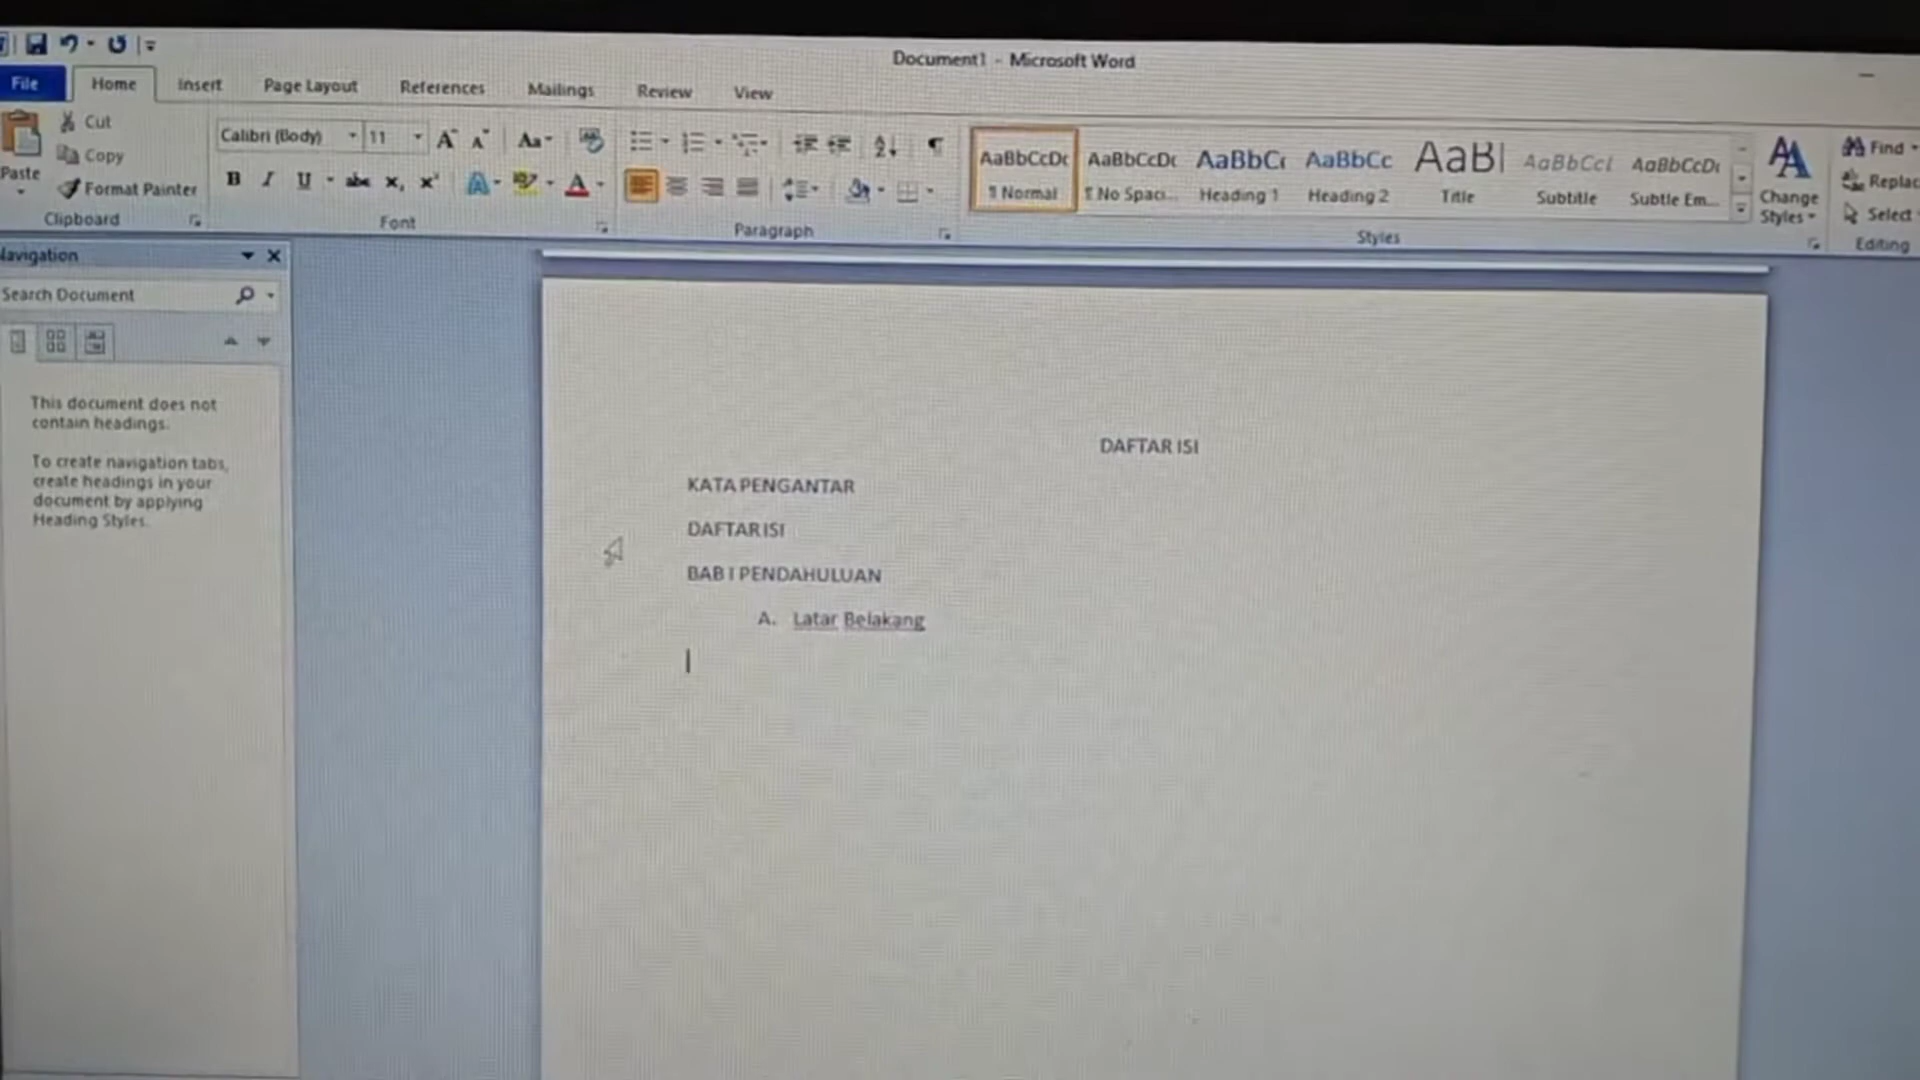 Document1 - Microsoft Word
File Home Insert Page Layout References Mailings Review View
Cut
Copy
Paste
Format Painter
Clipboard
Calibri (Body) 11
Font
Paragraph
AaBbCcDc AaBbCcDc AaBbCc AaBbCc AaBl AaBbCcl AaBbCcDc
¶ Normal ¶ No Spaci... Heading 1 Heading 2 Title Subtitle Subtle Em...
Styles
Change
Styles
Find
Replac
Select
Editing
Navigation
Search Document
This document does not
contain headings.
To create navigation tabs,
create headings in your
document by applying
Heading Styles.
DAFTAR ISI
KATA PENGANTAR
DAFTAR ISI
BAB I PENDAHULUAN
A. Latar Belakang